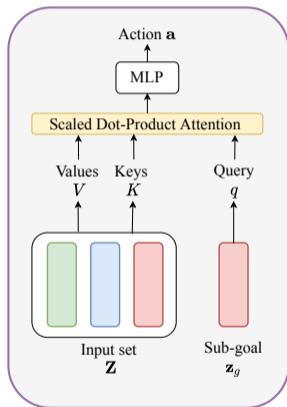 Action a
MLP
Scaled Dot-Product Attention
Values Keys Query
V K q
Input set Sub-goal
Z z_g